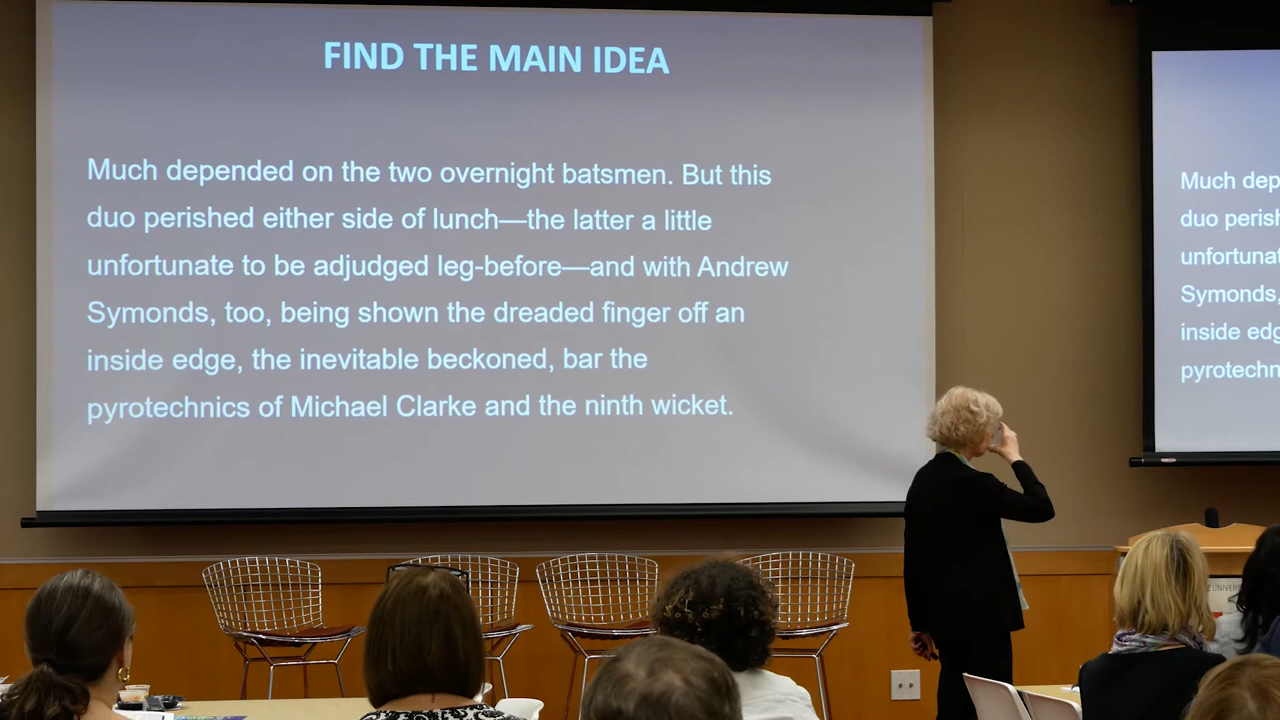 FIND THE MAIN IDEA
Much depended on the two overnight batsmen. But this
duo perished either side of lunch—the latter a little
unfortunate to be adjudged leg-before—and with Andrew
Symonds, too, being shown the dreaded finger off an
inside edge, the inevitable beckoned, bar the
pyrotechnics of Michael Clarke and the ninth wicket.
Much dep
duo perish
unfortunat
Symonds,
inside edg
pyrotechn